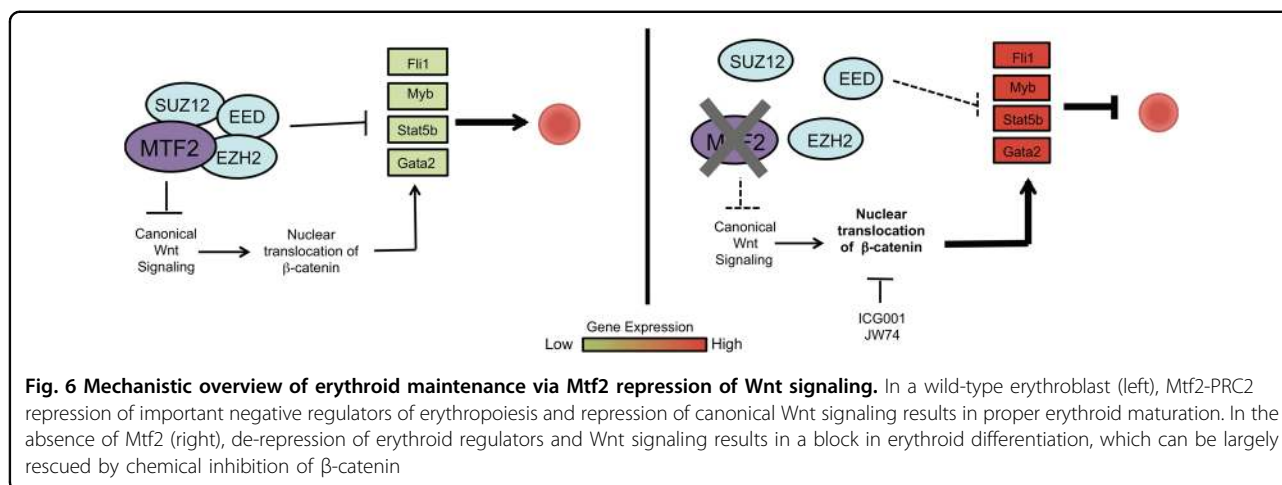 SUZ12
EED
MTF2
EZH2
Fli1
Myb
Stat5b
Gata2
Canonical
Wnt
Signaling
Nuclear
translocation of
β-catenin
SUZ12
EED
EZH2
Fli1
Myb
Stat5b
Gata2
Canonical
Wnt
Signaling
Nuclear
translocation
of β-catenin
ICG001
JW74
Gene Expression
Low High
Fig. 6 Mechanistic overview of erythroid maintenance via Mtf2 repression of Wnt signaling. In a wild-type erythroblast (left), Mtf2-PRC2
repression of important negative regulators of erythropoiesis and repression of canonical Wnt signaling results in proper erythroid maturation. In the
absence of Mtf2 (right), de-repression of erythroid regulators and Wnt signaling results in a block in erythroid differentiation, which can be largely
rescued by chemical inhibition of β-catenin